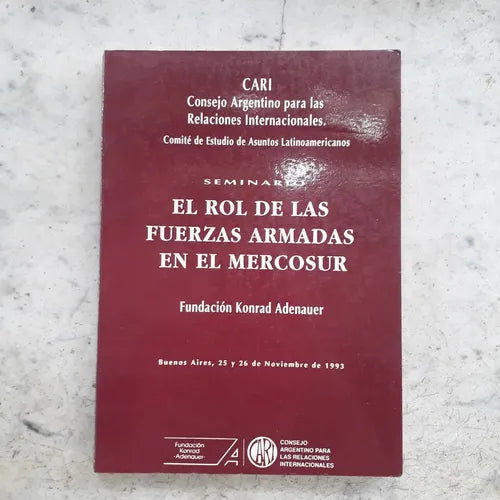 CARI
Consejo Argentino para las
Relaciones Internacionales.
Comité de Estudio de Asuntos Latinoamericanos
SEMINARIO
EL ROL DE LAS
FUERZAS ARMADAS
EN EL MERCOSUR
Fundación Konrad Adenauer
Buenos Aires, 25 y 26 de Noviembre de 1993
Fundación
Konrad
-Adenauer-
CARI
CONSEJO
ARGENTINO PARA
LAS RELACIONES
INTERNACIONALES